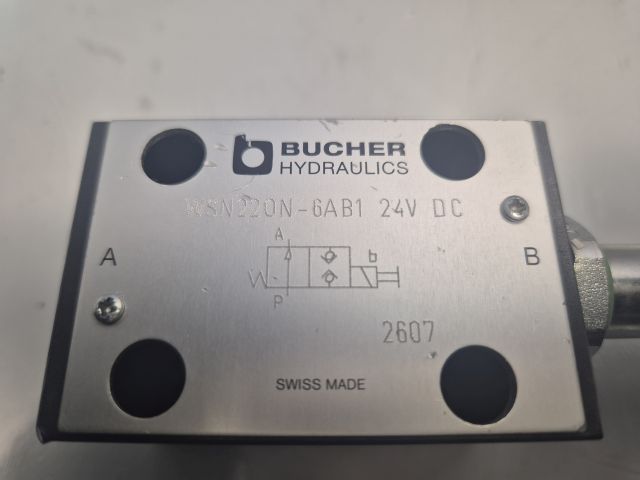 BUCHER
HYDRAULICS
WSN22ON-6AB1 24V DC
A
A
b
B
W
P
2607
SWISS MADE